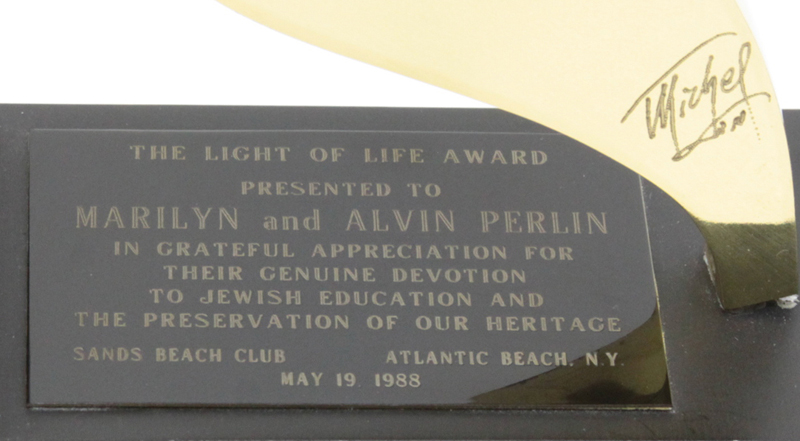 Michel
THE LIGHT OF LIFE AWARD
PRESENTED TO
MARILYN and ALVIN PERLIN
IN GRATEFUL APPRECIATION FOR
THEIR GENUINE DEVOTION
TO JEWISH EDUCATION AND
THE PRESERVATION OF OUR HERITAGE
SANDS BEACH CLUB ATLANTIC BEACH, N.Y.
MAY 19, 1988